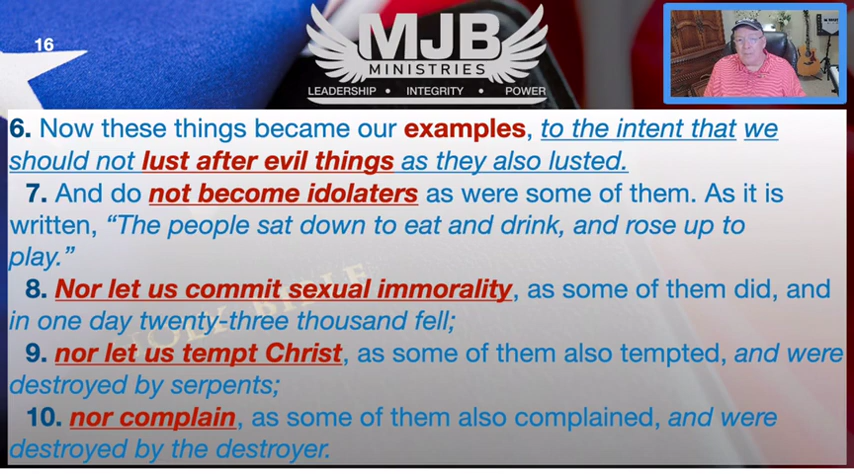 16
MJB
MINISTRIES
LEADERSHIP • INTEGRITY • POWER
6. Now these things became our examples, to the intent that we
should not lust after evil things as they also lusted.
7. And do not become idolaters as were some of them. As it is
written, “The people sat down to eat and drink, and rose up to
play.”
8. Nor let us commit sexual immorality, as some of them did, and
in one day twenty-three thousand fell;
9. nor let us tempt Christ, as some of them also tempted, and were
destroyed by serpents;
10. nor complain, as some of them also complained, and were
destroyed by the destroyer.
HOLY BIBLE